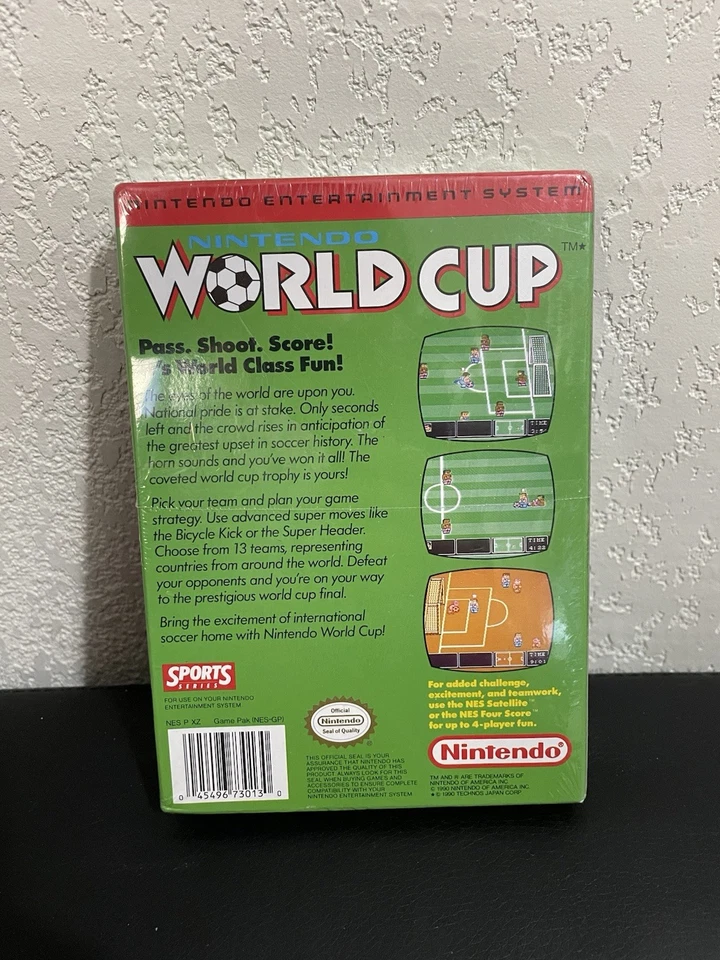 NINTENDO ENTERTAINMENT SYSTEM
NINTENDO
WORLD CUP TM★
Pass. Shoot. Score!
's World Class Fun!
The eyes of the world are upon you.
National pride is at stake. Only seconds
left and the crowd rises in anticipation of
the greatest upset in soccer history. The
horn sounds and you've won it all! The
coveted world cup trophy is yours!
Pick your team and plan your game
strategy. Use advanced super moves like
the Bicycle Kick or the Super Header.
Choose from 13 teams, representing
countries from around the world. Defeat
your opponents and you're on your way
to the prestigious world cup final.
Bring the excitement of international
soccer home with Nintendo World Cup!
TIME
TIME
4:22
TIME
For added challenge,
excitement, and teamwork,
use the NES Satellite™
or the NES Four Score™
for up to 4-player fun.
SPORTS
SERIES
FOR USE ON YOUR NINTENDO
ENTERTAINMENT SYSTEM
NES P XZ Game Pak (NES-GP)
0 45496 73013 0
Official
Nintendo
Seal of Quality
THIS OFFICIAL SEAL IS YOUR
ASSURANCE THAT NINTENDO HAS
APPROVED THE QUALITY OF THIS
PRODUCT. ALWAYS LOOK FOR THIS
SEAL WHEN BUYING GAMES AND
ACCESSORIES TO ENSURE COMPLETE
COMPATIBILITY WITH YOUR
NINTENDO ENTERTAINMENT SYSTEM
Nintendo®
TM AND ® ARE TRADEMARKS OF
NINTENDO OF AMERICA INC.
© 1990 NINTENDO OF AMERICA INC.
★© 1990 TECHNOS JAPAN CORP.